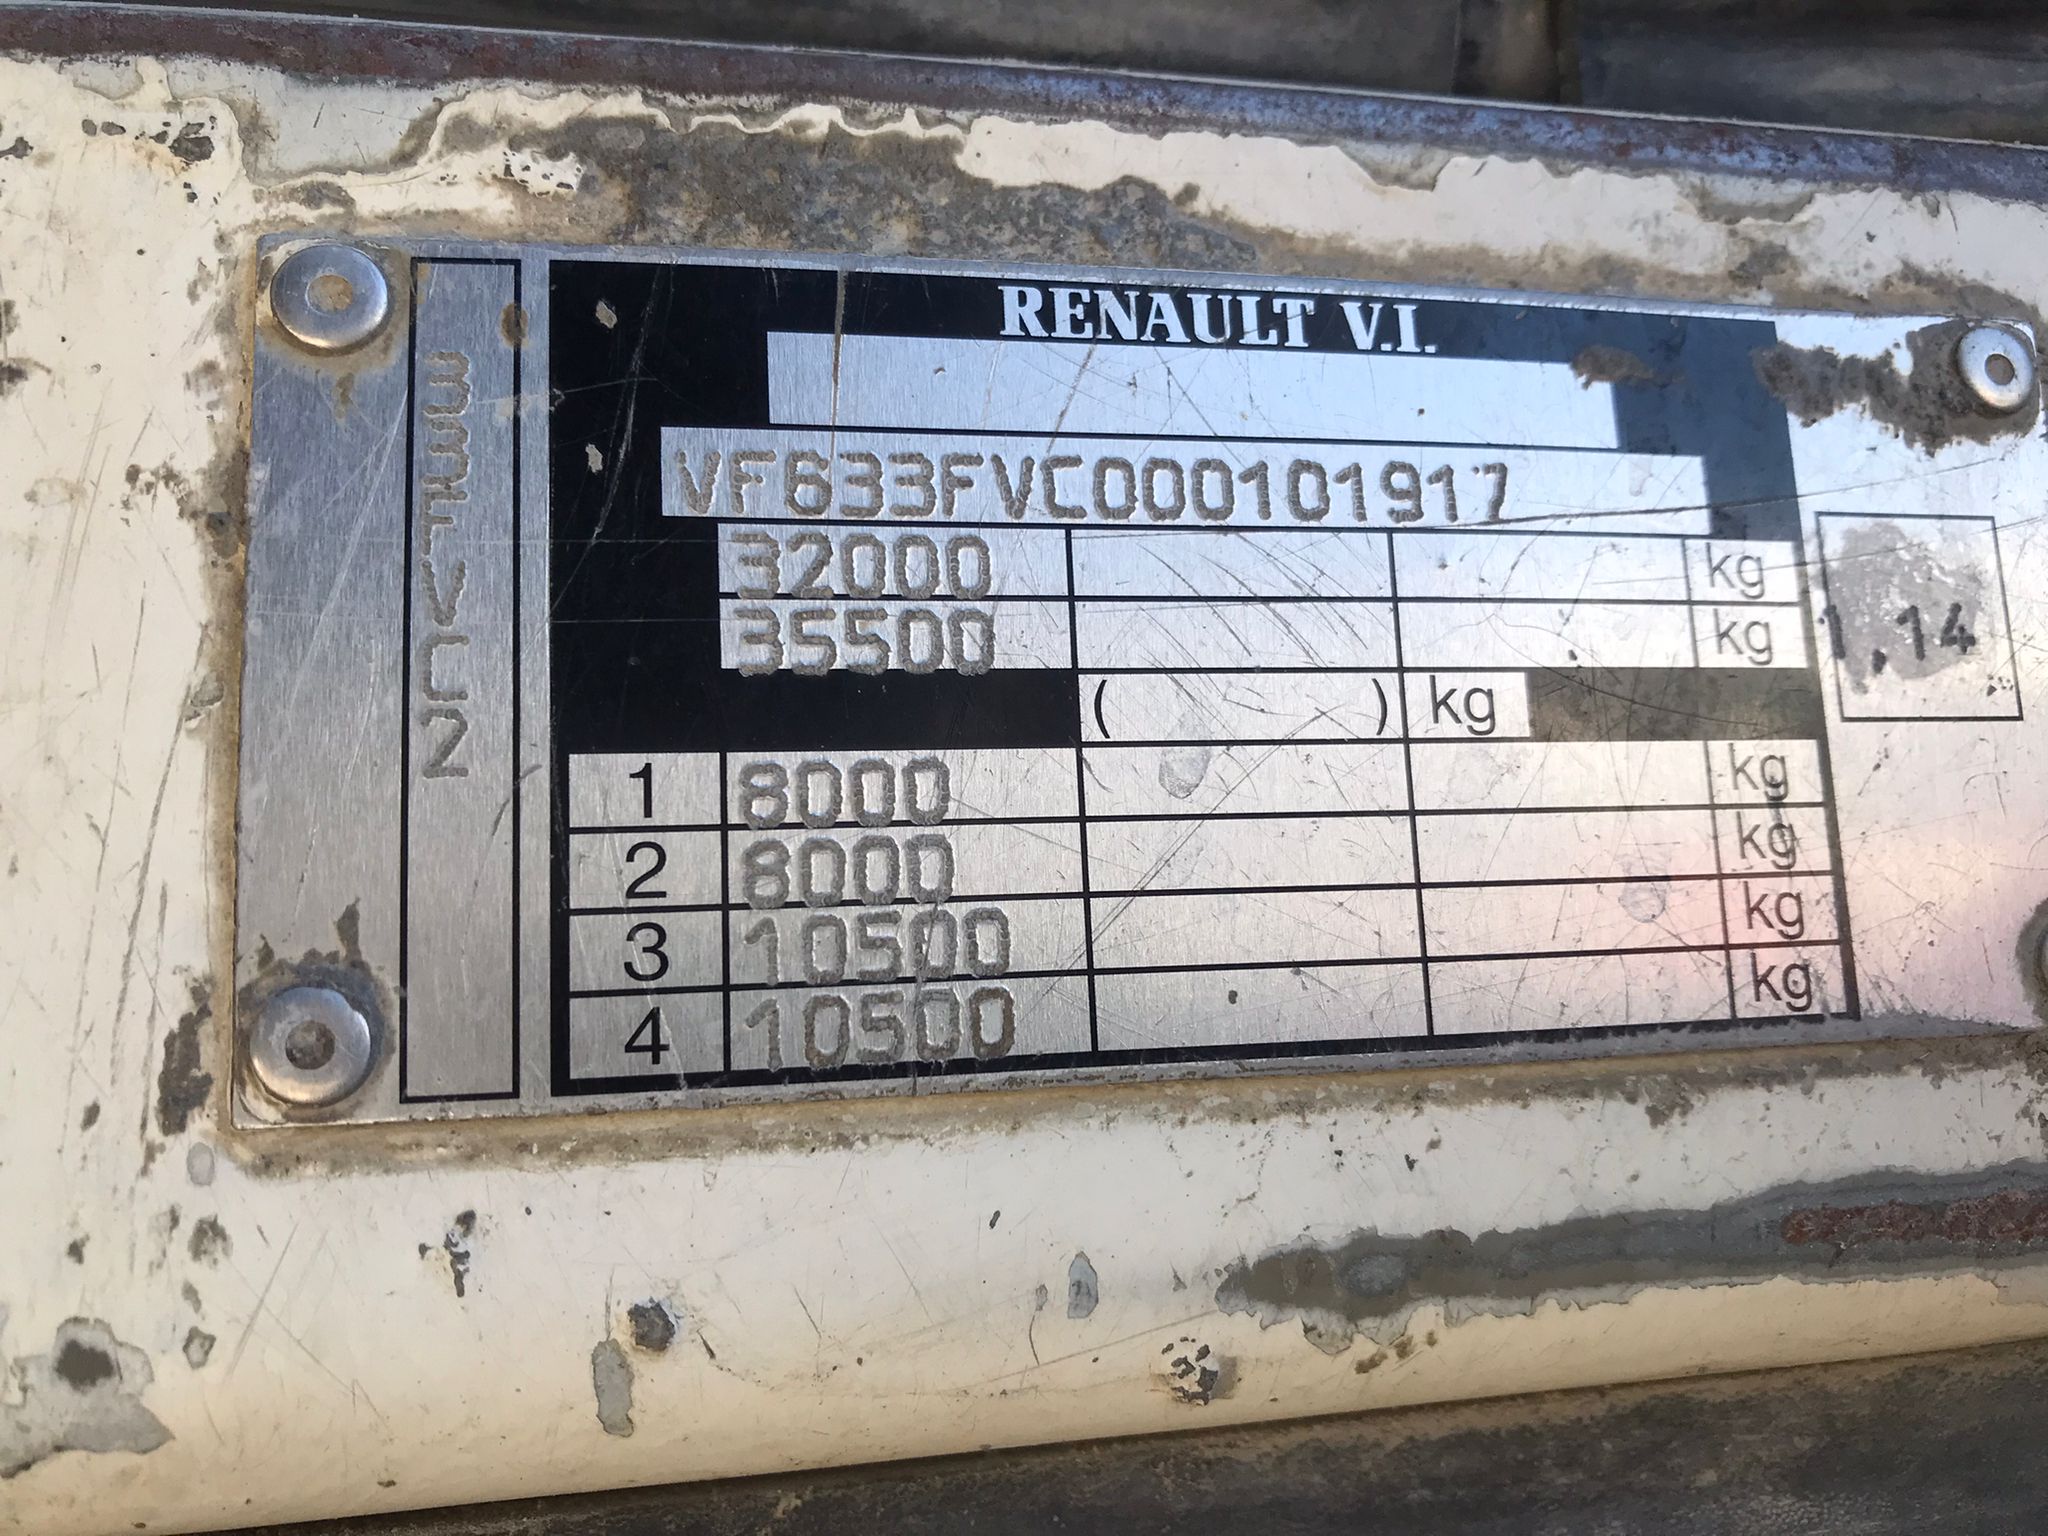 33FVC2
RENAULT V.I.
VF633FVC000101917
32000 kg
35500 kg
( ) kg
1 8000 kg
2 8000 kg
3 10500 kg
4 10500 kg
1,14